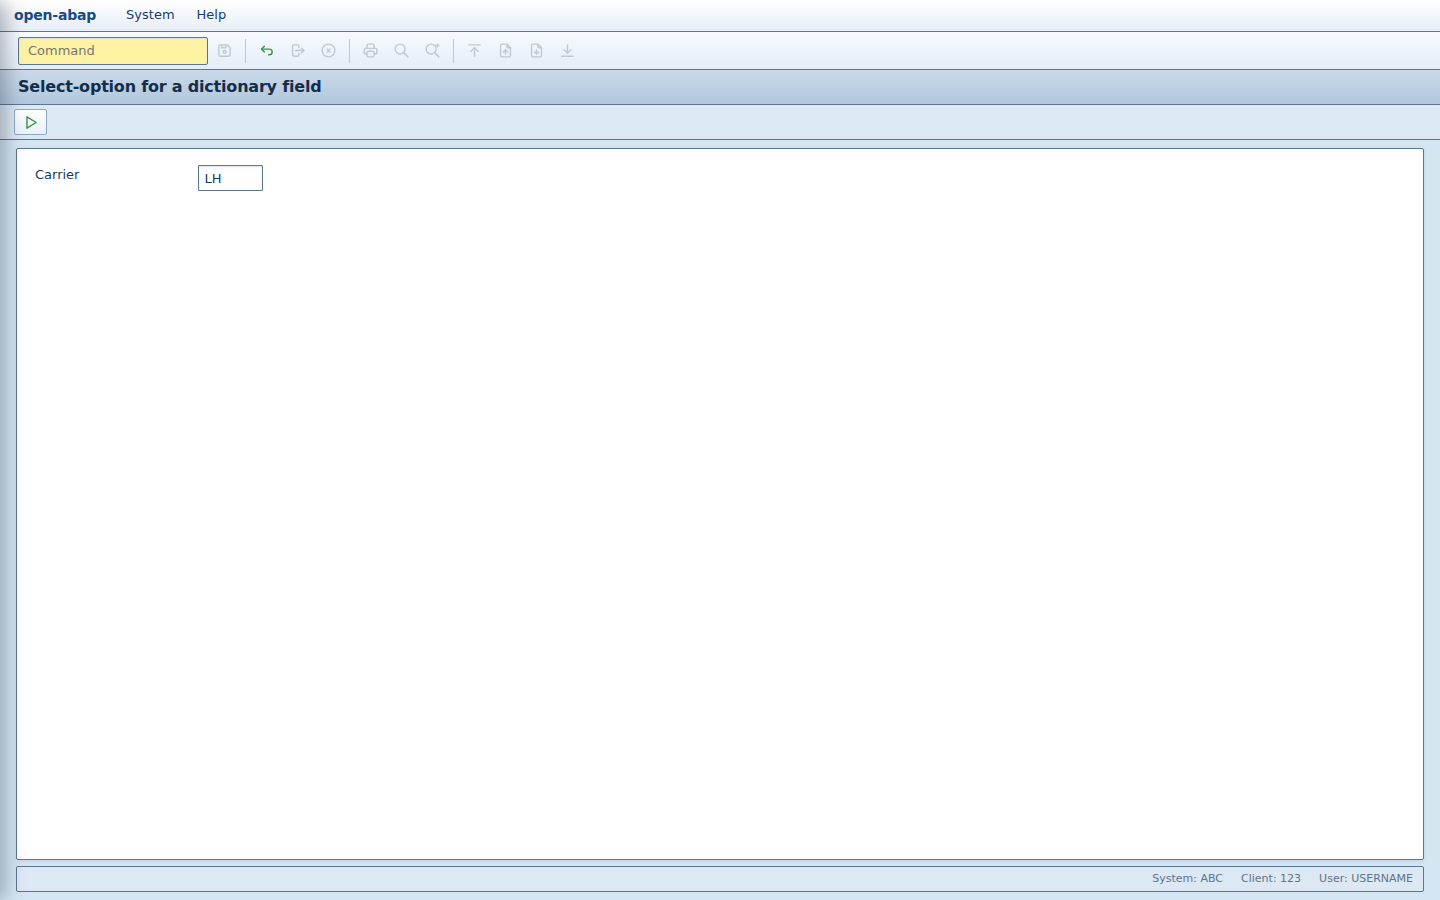 open-abap System Help
Command
Select-option for a dictionary field
Carrier LH
System: ABC Client: 123 User: USERNAME